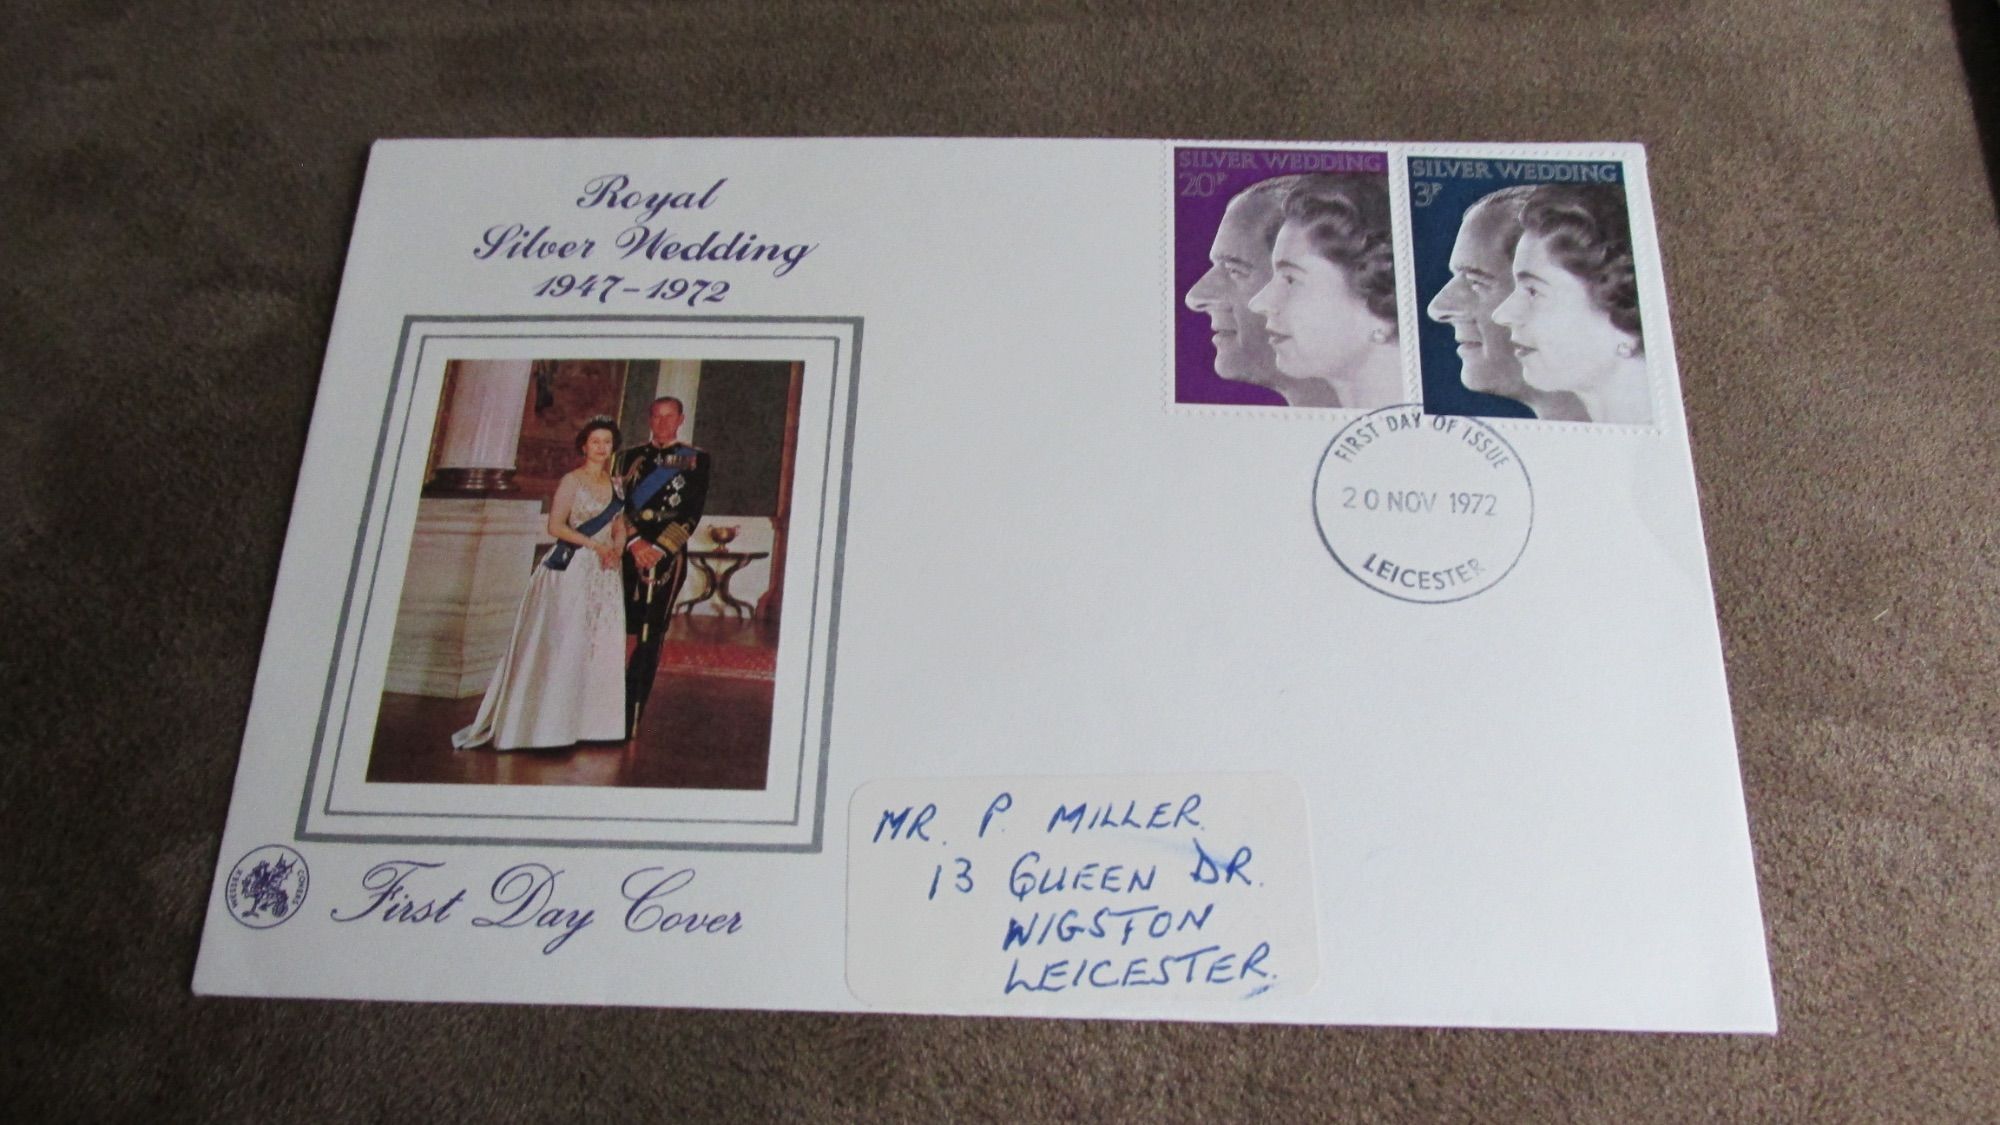 Royal
Silver Wedding
1947-1972
SILVER WEDDING
20P
SILVER WEDDING
3P
FIRST DAY OF ISSUE
20 NOV 1972
LEICESTER
MR. P. MILLER.
13 QUEEN DR.
WIGSTON
LEICESTER.
First Day Cover
COVERS